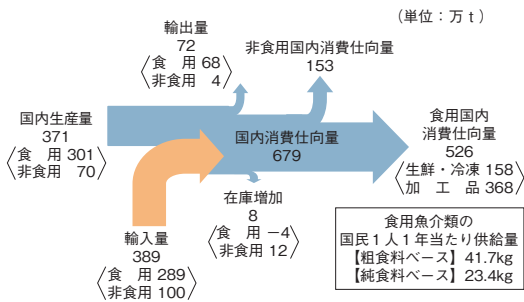 （単位：万ｔ）
輸出量
72
食　用 68
非食用　4
非食用国内消費仕向量
153
国内生産量
371
食　用 301
非食用　70
国内消費仕向量
679
食用国内
消費仕向量
526
生鮮・冷凍 158
加　工　品 368
在庫増加
8
食　用 −4
非食用 12
輸入量
389
食　用 289
非食用 100
食用魚介類の
国民１人１年当たり供給量
【粗食料ベース】41.7kg
【純食料ベース】23.4kg